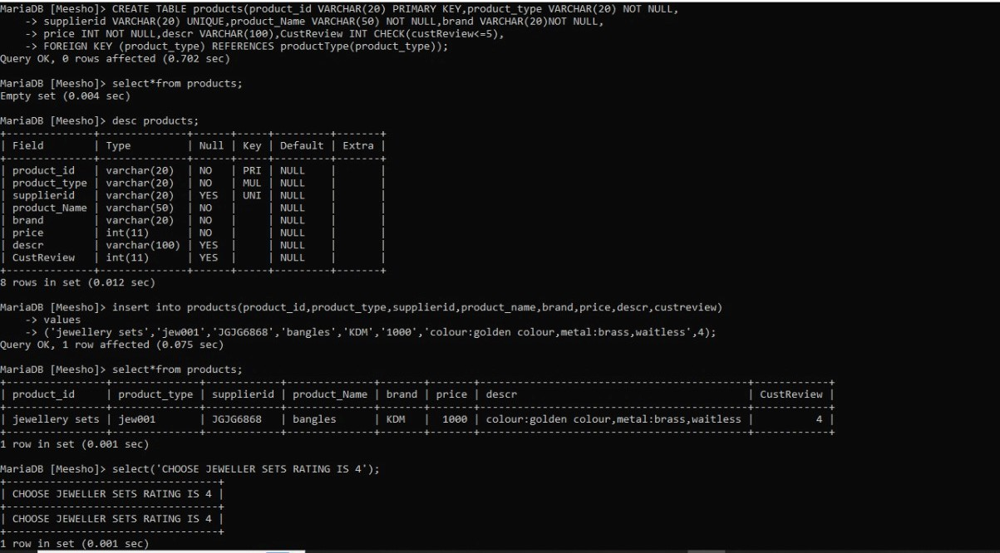 MariaDB [Meesho]> CREATE TABLE products(product_id VARCHAR(20) PRIMARY KEY,product_type VARCHAR(20) NOT NULL,
    -> supplierid VARCHAR(20) UNIQUE,product_Name VARCHAR(50) NOT NULL,brand VARCHAR(20)NOT NULL,
    -> price INT NOT NULL,descr VARCHAR(100),CustReview INT CHECK(custReview<=5),
    -> FOREIGN KEY (product_type) REFERENCES productType(product_type));
Query OK, 0 rows affected (0.702 sec)

MariaDB [Meesho]> select*from products;
Empty set (0.004 sec)

MariaDB [Meesho]> desc products;
+--------------+--------------+------+-----+---------+-------+
| Field        | Type         | Null | Key | Default | Extra |
+--------------+--------------+------+-----+---------+-------+
| product_id   | varchar(20)  | NO   | PRI | NULL    |       |
| product_type | varchar(20)  | NO   | MUL | NULL    |       |
| supplierid   | varchar(20)  | YES  | UNI | NULL    |       |
| product_Name | varchar(50)  | NO   |     | NULL    |       |
| brand        | varchar(20)  | NO   |     | NULL    |       |
| price        | int(11)      | NO   |     | NULL    |       |
| descr        | varchar(100) | YES  |     | NULL    |       |
| CustReview   | int(11)      | YES  |     | NULL    |       |
+--------------+--------------+------+-----+---------+-------+
8 rows in set (0.012 sec)

MariaDB [Meesho]> insert into products(product_id,product_type,supplierid,product_name,brand,price,descr,custreview)
    -> values
    -> ('jewellery sets','jew001','JGJG6868','bangles','KDM','1000','colour:golden colour,metal:brass,waitless',4);
Query OK, 1 row affected (0.075 sec)

MariaDB [Meesho]> select*from products;
+----------------+--------------+------------+--------------+-------+-------+-------------------------------------------+------------+
| product_id     | product_type | supplierid | product_Name | brand | price | descr                                     | CustReview |
+----------------+--------------+------------+--------------+-------+-------+-------------------------------------------+------------+
| jewellery sets | jew001       | JGJG6868   | bangles      | KDM   |  1000 | colour:golden colour,metal:brass,waitless |          4 |
+----------------+--------------+------------+--------------+-------+-------+-------------------------------------------+------------+
1 row in set (0.001 sec)

MariaDB [Meesho]> select('CHOOSE JEWELLER SETS RATING IS 4');
+----------------------------------+
| CHOOSE JEWELLER SETS RATING IS 4 |
+----------------------------------+
| CHOOSE JEWELLER SETS RATING IS 4 |
+----------------------------------+
1 row in set (0.001 sec)